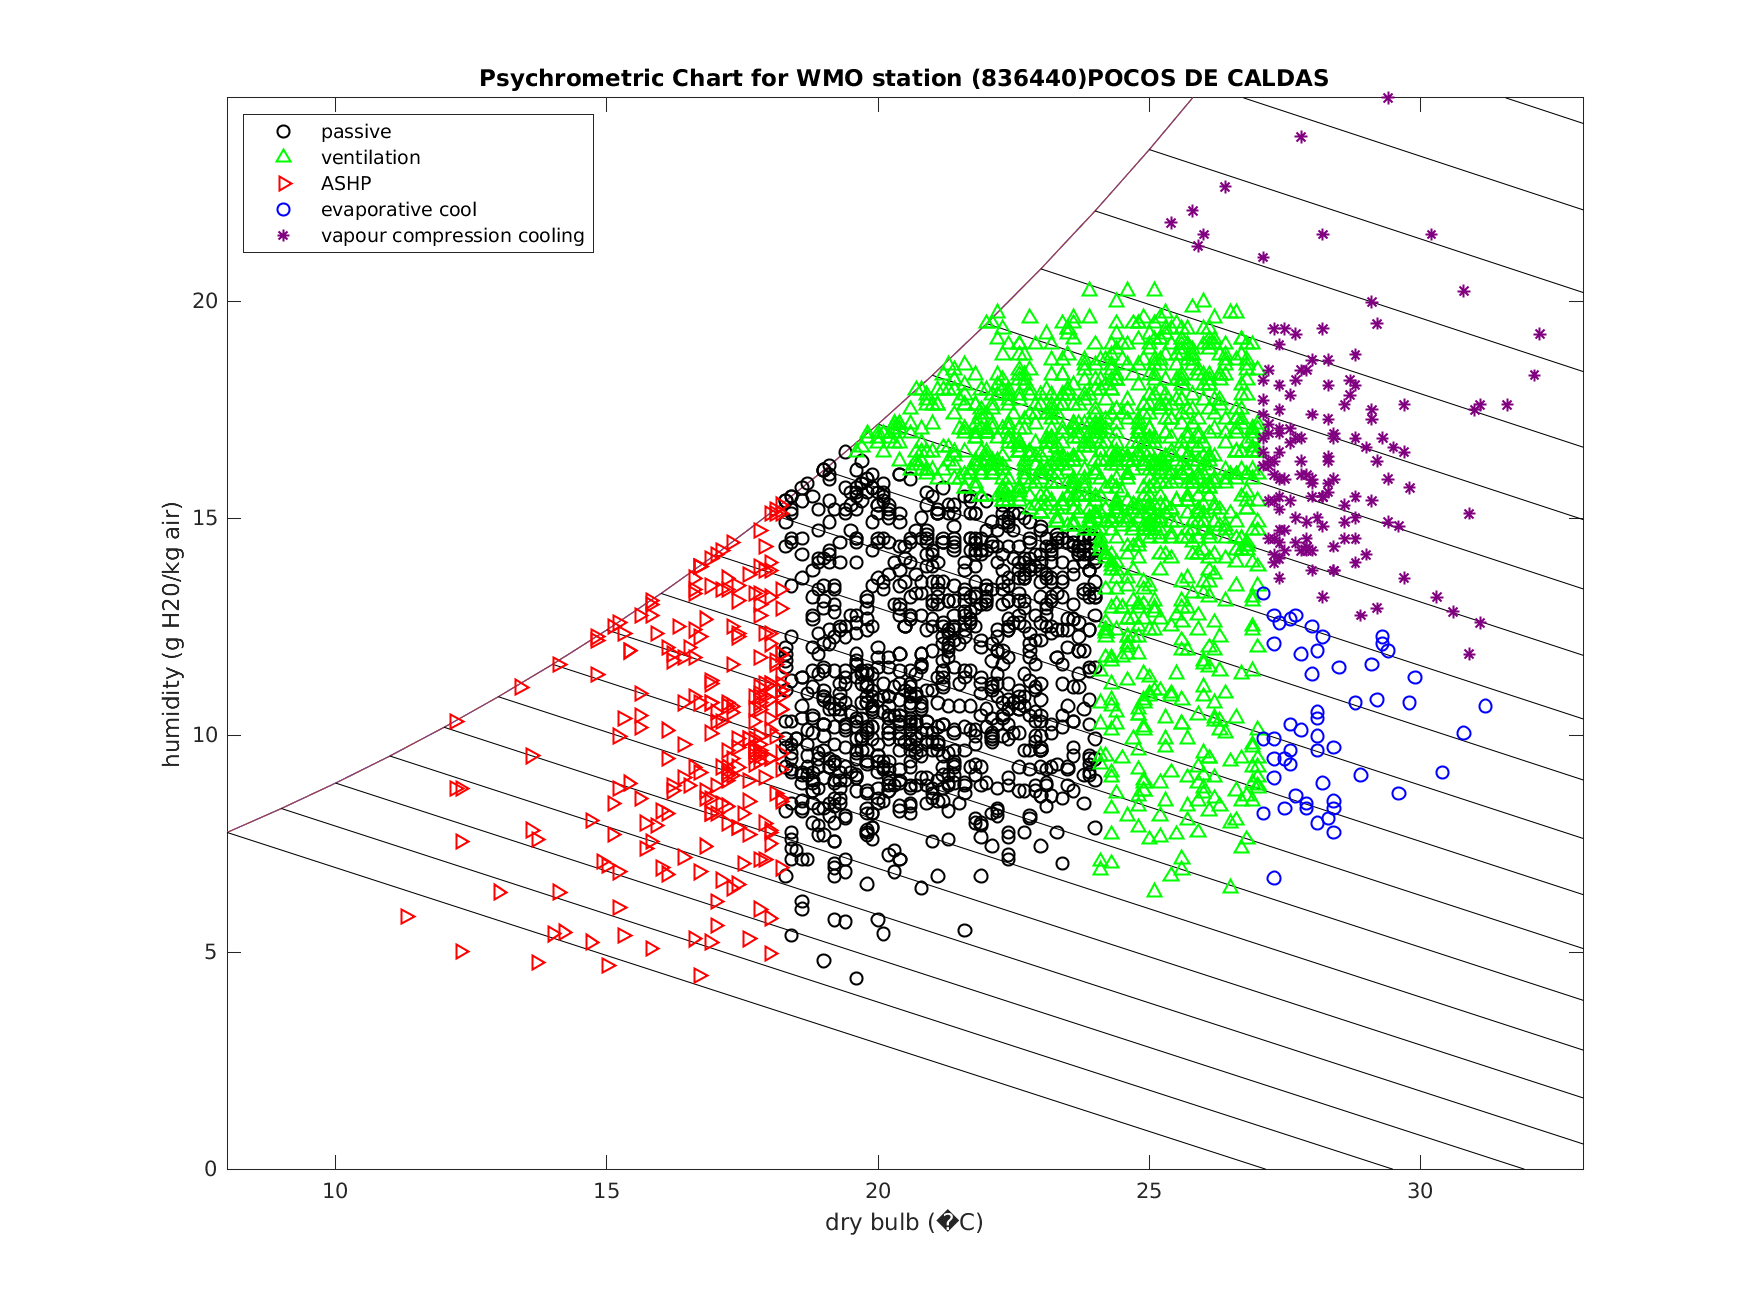 Psychrometric Chart for WMO station (836440)POCOS DE CALDAS
passive
ventilation
ASHP
evaporative cool
vapour compression cooling
humidity (g H20/kg air)
20
15
10
5
0
10
15
20
25
30
dry bulb (�C)